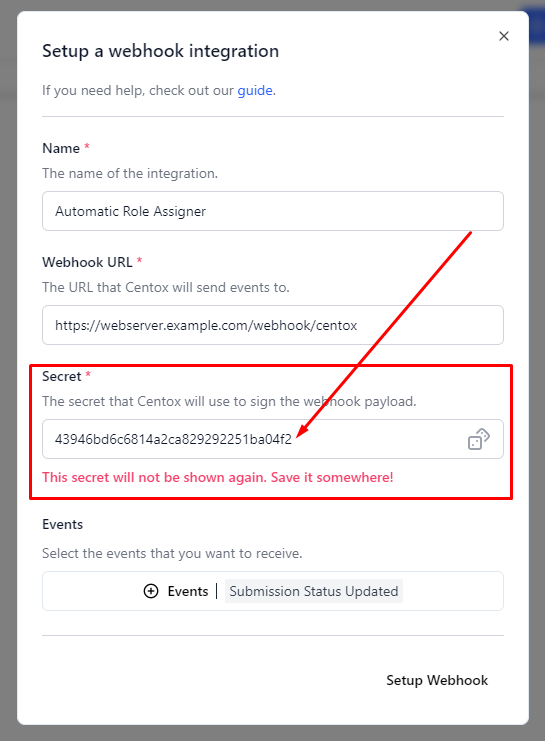 Setup a webhook integration
If you need help, check out our guide.
Name *
The name of the integration.
Automatic Role Assigner
Webhook URL *
The URL that Centox will send events to.
https://webserver.example.com/webhook/centox
Secret *
The secret that Centox will use to sign the webhook payload.
43946bd6c6814a2ca829292251ba04f2
This secret will not be shown again. Save it somewhere!
Events
Select the events that you want to receive.
Events | Submission Status Updated
Setup Webhook